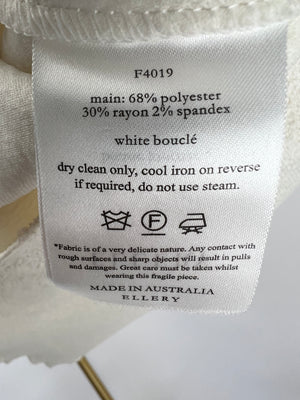 F4019
main: 68% polyester
30% rayon 2% spandex
white bouclé
dry clean only, cool iron on reverse
if required, do not use steam.
F
*Fabric is of a very delicate nature. Any contact with
rough surfaces and sharp objects will result in pulls
and damages. Great care must be taken whilst
wearing this fragile piece.
MADE IN AUSTRALIA
ELLERY